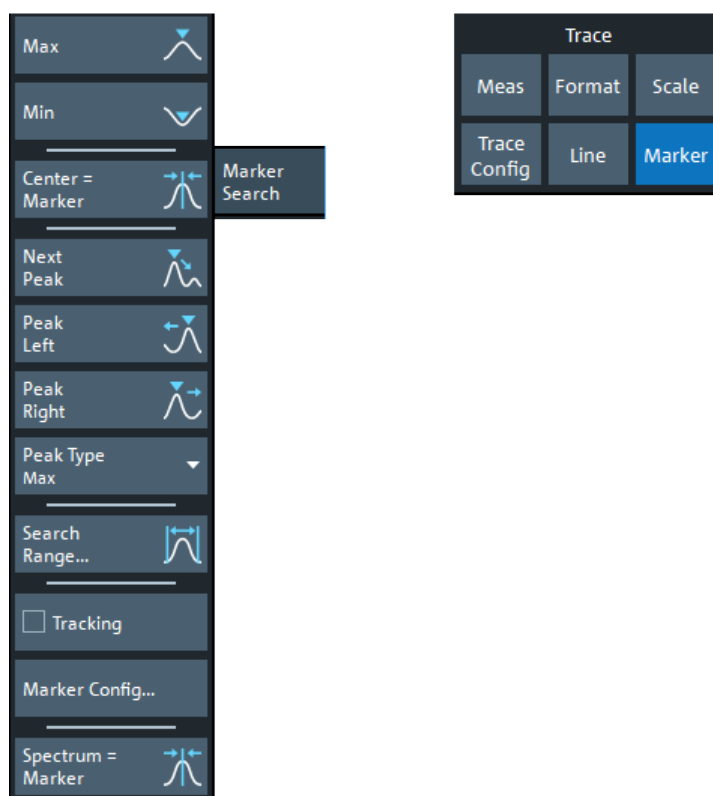 Max
Min
Center =
Marker
Next
Peak
Peak
Left
Peak
Right
Peak Type
Max
Search
Range...
Tracking
Marker Config...
Spectrum =
Marker
Marker
Search
Trace
Meas
Format
Scale
Trace
Config
Line
Marker